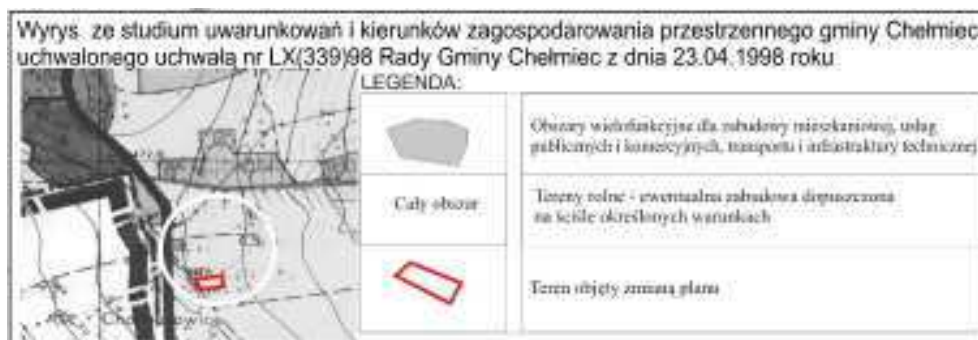 Wyrys ze studium uwarunkowań i kierunków zagospodarowania przestrzennego gminy Chełmiec
uchwalonego uchwałą nr LX(339)98 Rady Gminy Chełmiec z dnia 23.04.1998 roku
LEGENDA:
Obszary wielofunkcyjne dla zabudowy mieszkaniowej, usług
publicznych i komercyjnych, transportu i infrastruktury technicznej
Cały obszar
Tereny rolne - ewentualna zabudowa dopuszczona
na ściśle określonych warunkach
Teren objęty zmianą planu